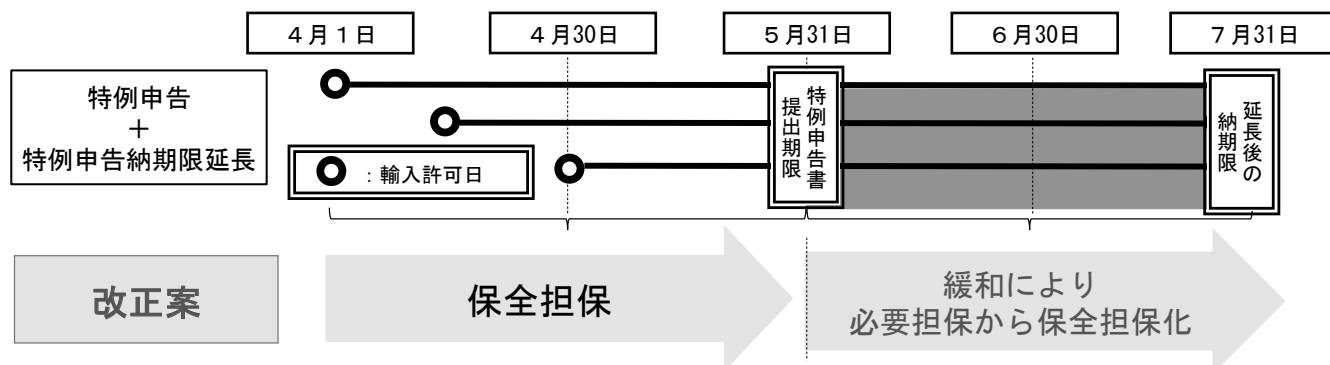 4月1日
4月30日
5月31日
6月30日
7月31日
特例申告
+
特例申告納期限延長
:輸入許可日
特例申告書
提出期限
延長後の
納期限
改正案
保全担保
緩和により
必要担保から保全担保化